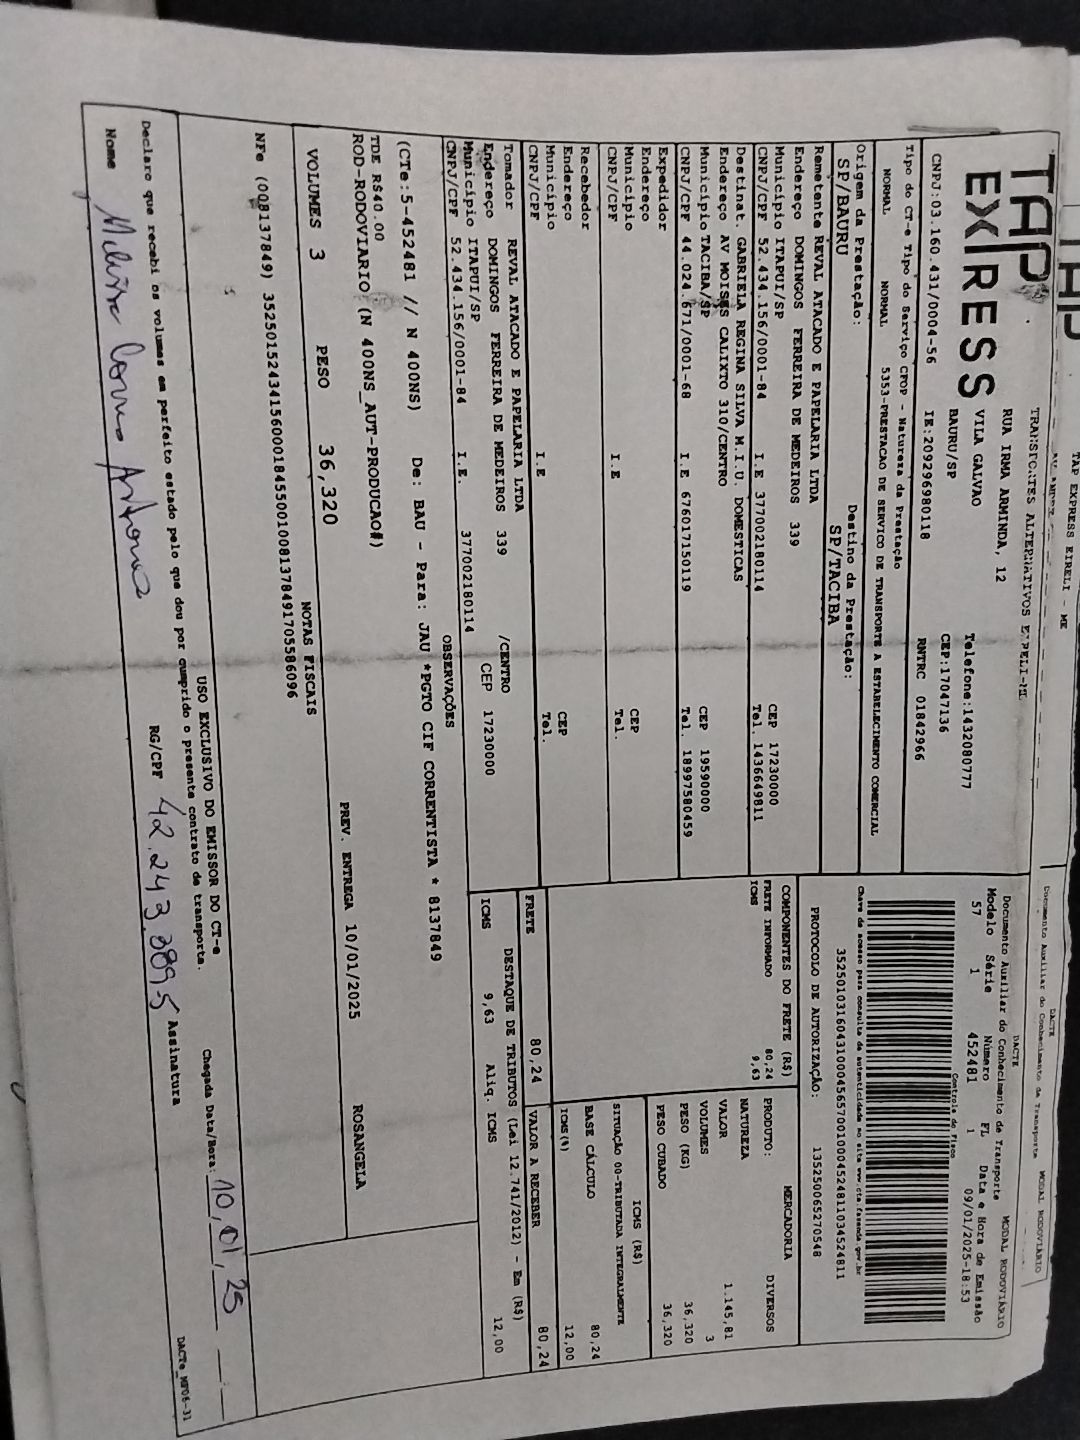 TAP EXPRESS EIRELI - ME
DACTE
Documento Auxiliar do Conhecimento de Transporte MODAL RODOVIÁRIO
TAP
EXPRESS
TRANSPORTES ALTERNATIVOS
RUA IRMA ARMINDA, 12
VILA GALVAO
BAURU/SP
Telefone:1432080777
CEP:17047136
CNPJ:03.160.431/0004-56
IE:209296980118
RNTRC 01842966
DACTE
Documento Auxiliar do Conhecimento de Transporte MODAL RODOVIÁRIO
Modelo Série Número FL Data e Hora de Emissão
57 1 452481 1 09/01/2025-18:53
Controle do Fisco
Tipo do CT-e Tipo do Serviço CFOP - Natureza da Prestação
NORMAL NORMAL 5353-PRESTACAO DE SERVICO DE TRANSPORTE A ESTABELECIMENTO COMERCIAL
35250103160431000456570010004524811034524811
Chave de acesso para consulta de autenticidade no site www.cte.fazenda.gov.br
Origem da Prestação: Destino da Prestação:
SP/BAURU SP/TACIBA
PROTOCOLO DE AUTORIZAÇÃO: 135250065270548
Remetente REVAL ATACADO E PAPELARIA LTDA
Endereço DOMINGOS FERREIRA DE MEDEIROS 339
Município ITAPUI/SP CEP 17230000
CNPJ/CPF 52.434.156/0001-84 I.E 377002180114 Tel. 1436649811
Destinat. GABRIELA REGINA SILVA M.I.U. DOMESTICAS
Endereço AV MOISES CALIXTO 310/CENTRO
Município TACIBA/SP CEP 19590000
CNPJ/CPF 44.024.671/0001-68 I.E 676017150119 Tel. 18997580459
Expedidor
Endereço
Município CEP
CNPJ/CPF I.E Tel.
Recebedor
Endereço
Município CEP
CNPJ/CPF I.E Tel.
Tomador REVAL ATACADO E PAPELARIA LTDA
Endereço DOMINGOS FERREIRA DE MEDEIROS 339 /CENTRO
Município ITAPUI/SP CEP 17230000
CNPJ/CPF 52.434.156/0001-84 I.E. 377002180114
COMPONENTES DO FRETE (R$)
FRETE INFORMADO 80,24
ICMS 9,63
MERCADORIA
PRODUTO: DIVERSOS
NATUREZA
VALOR 1.145,81
VOLUMES 3
PESO (KG) 36,320
PESO CUBADO 36,320
ICMS (R$)
SITUAÇÃO 00-TRIBUTADA INTEGRALMENTE
BASE CÁLCULO 80,24
ICMS(%) 12,00
FRETE 80,24 VALOR A RECEBER 80,24
DESTAQUE DE TRIBUTOS (Lei 12.741/2012) - Em (R$)
ICMS 9,63 Aliq. ICMS 12,00
OBSERVAÇÕES
(CTe:5-452481 // N 400NS) De: BAU - Para: JAU *PGTO CIF CORRENTISTA * 8137849
TDE R$40.00
ROD-RODOVIARIO (N 400NS_AUT-PRODUCAO#)
VOLUMES 3 PESO 36,320 PREV. ENTREGA 10/01/2025 ROSANGELA
NOTAS FISCAIS
NFe (008137849) 35250152434156000184550010081378491705586096
USO EXCLUSIVO DO EMISSOR DO CT-e
Declaro que recebi os volumes em perfeito estado pelo que dou por cumprido o presente contrato de transporte.
Chegada Data/Hora: 10,01,25
Nome RG/CPF 42.243.889-5 Assinatura
DACTe_MF06-31